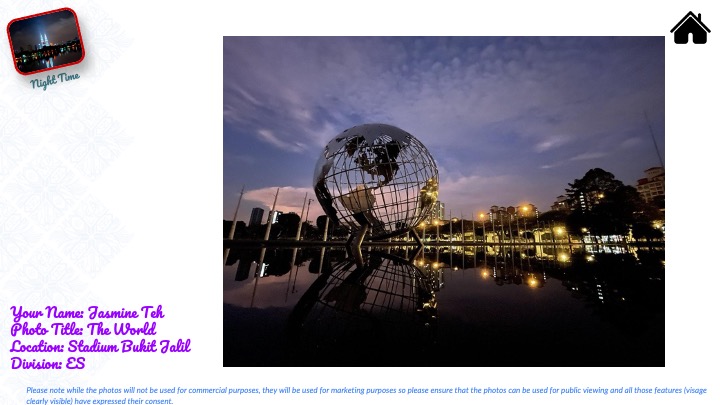 Night Time
Your Name: Jasmine Teh
Photo Title: The World
Location: Stadium Bukit Jalil
Division: ES
Please note while the photos will not be used for commercial purposes, they will be used for marketing purposes so please ensure that the photos can be used for public viewing and all those features (visage
clearly visible) have expressed their consent.